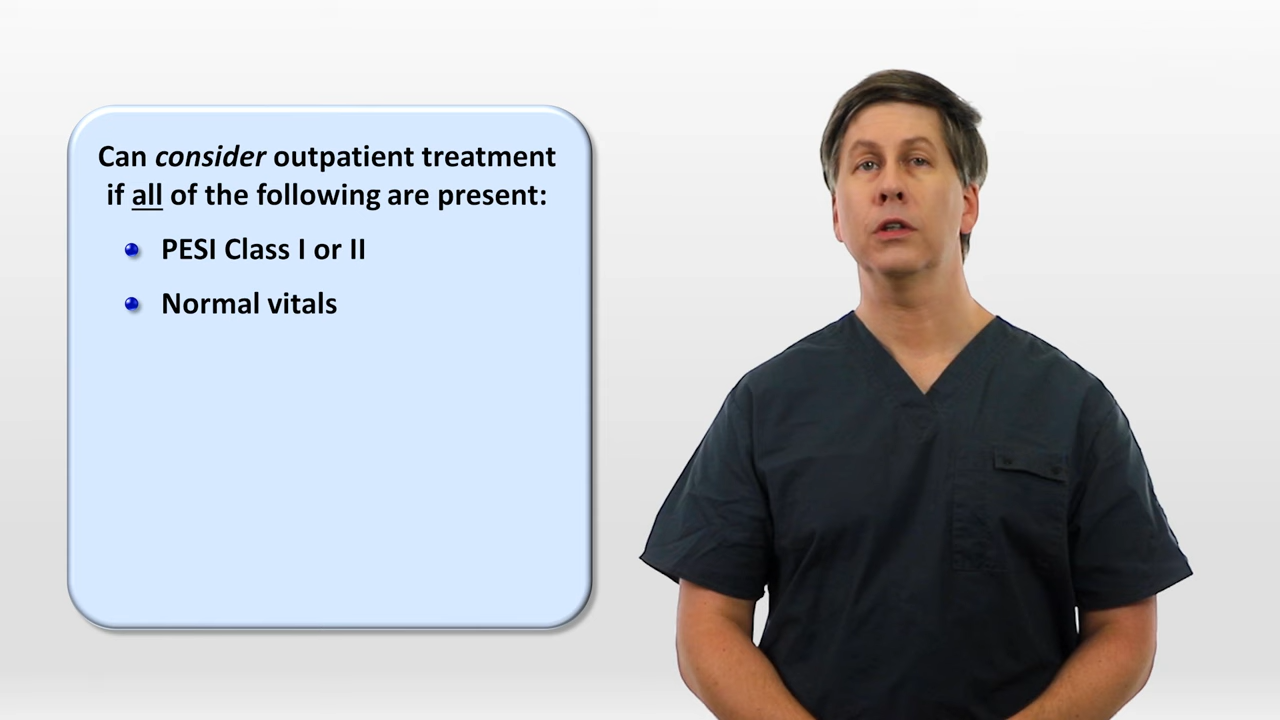 Can consider outpatient treatment
if all of the following are present:
PESI Class I or II
Normal vitals